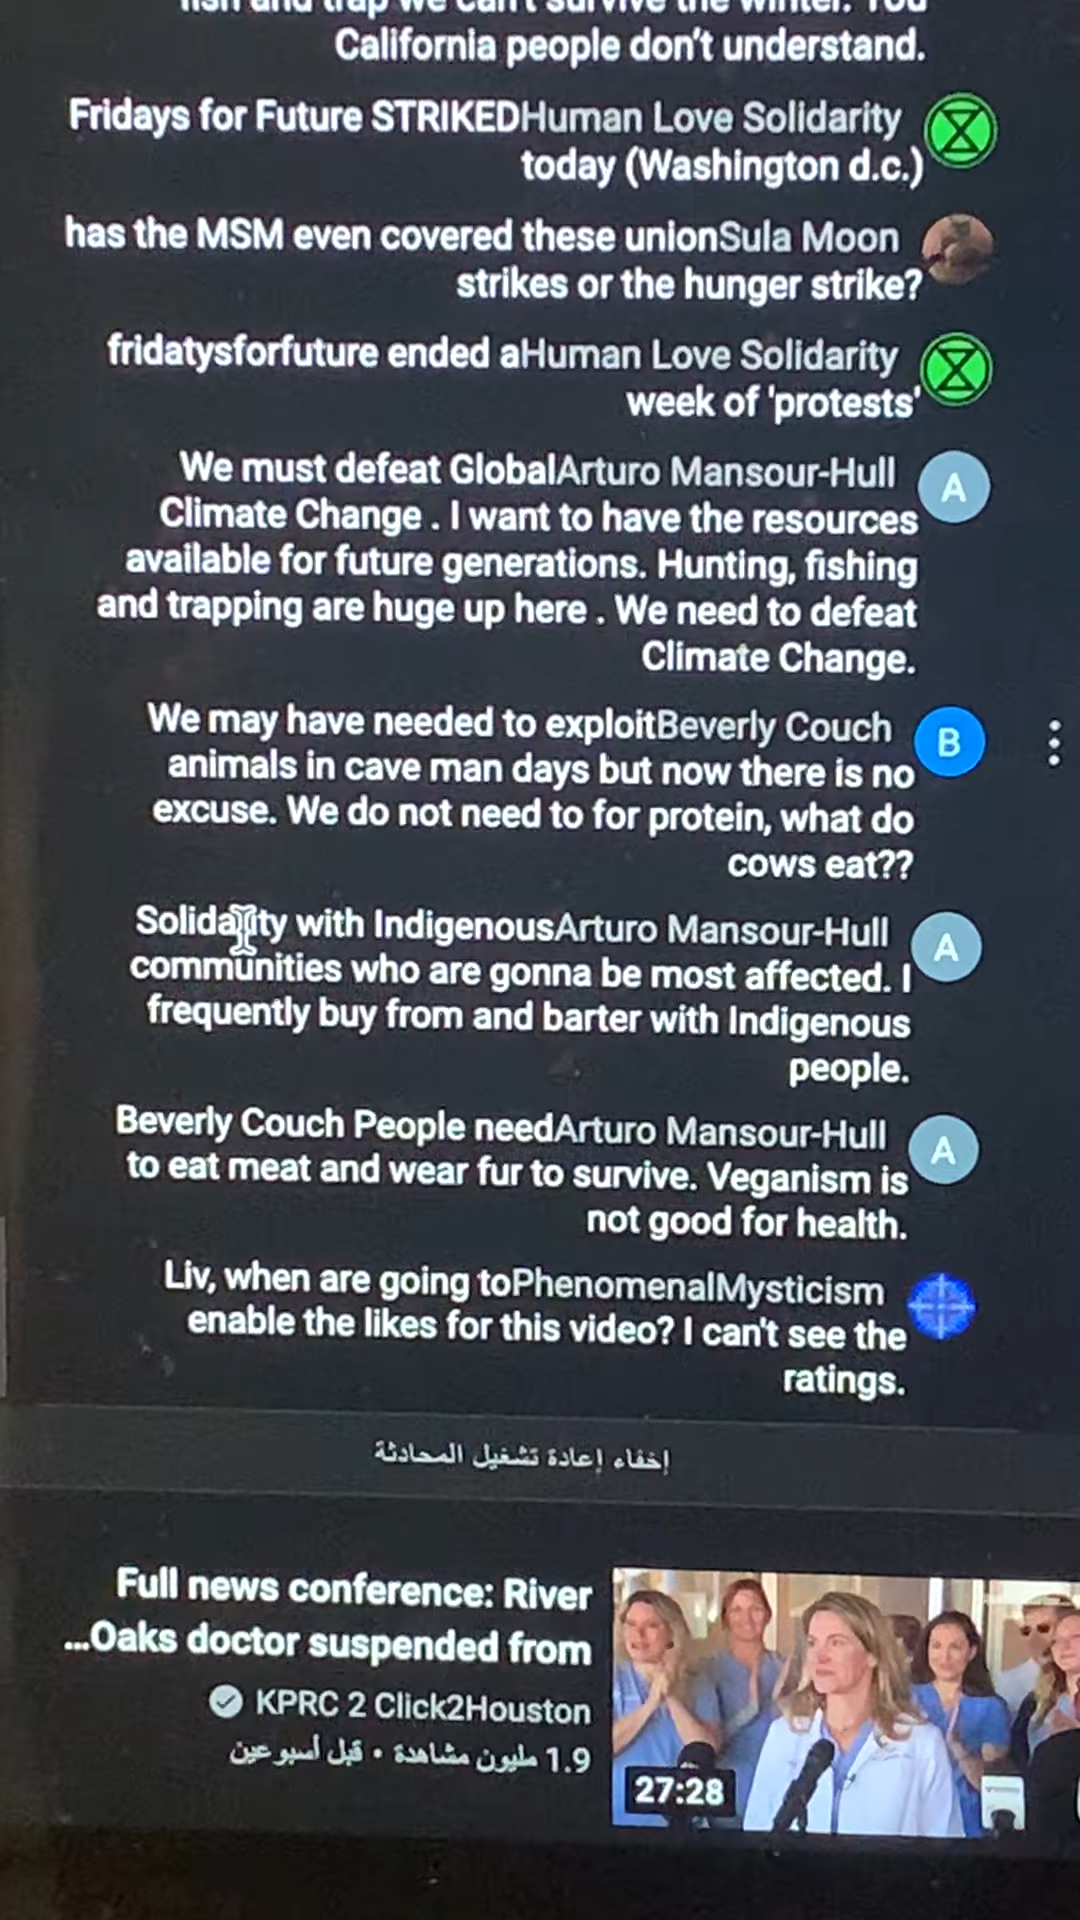 fish and trap we can't survive the winter. You
California people don't understand.
Fridays for Future STRIKEDHuman Love Solidarity
today (Washington d.c.)
has the MSM even covered these unionSula Moon
strikes or the hunger strike?
fridatysforfuture ended aHuman Love Solidarity
week of 'protests'
We must defeat GlobalArturo Mansour-Hull
A
Climate Change . I want to have the resources
available for future generations. Hunting, fishing
and trapping are huge up here . We need to defeat
Climate Change.
We may have needed to exploitBeverly Couch
B
animals in cave man days but now there is no
excuse. We do not need to for protein, what do
cows eat??
Solidarity with IndigenousArturo Mansour-Hull
A
communities who are gonna be most affected. I
frequently buy from and barter with Indigenous
people.
Beverly Couch People needArturo Mansour-Hull
A
to eat meat and wear fur to survive. Veganism is
not good for health.
Liv, when are going toPhenomenalMysticism
enable the likes for this video? I can't see the
ratings.
إخفاء إعادة تشغيل المحادثة
Full news conference: River
...Oaks doctor suspended from
KPRC 2 Click2Houston
1.9 مليون مشاهدة • قبل أسبوعين
27:28